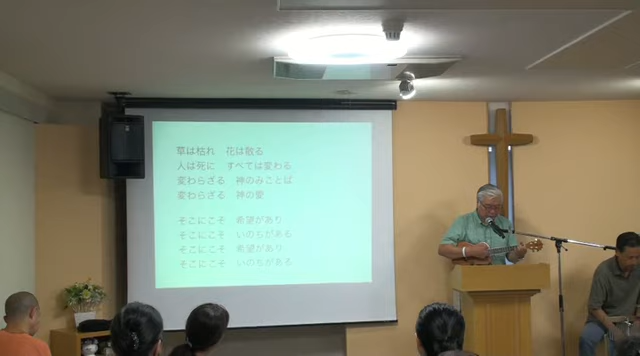 草は枯れ 花は散る
人は死に すべては変わる
変わらざる 神のみことば
変わらざる 神の愛
そこにこそ 希望があり
そこにこそ いのちがある
そこにこそ 希望があり
そこにこそ いのちがある